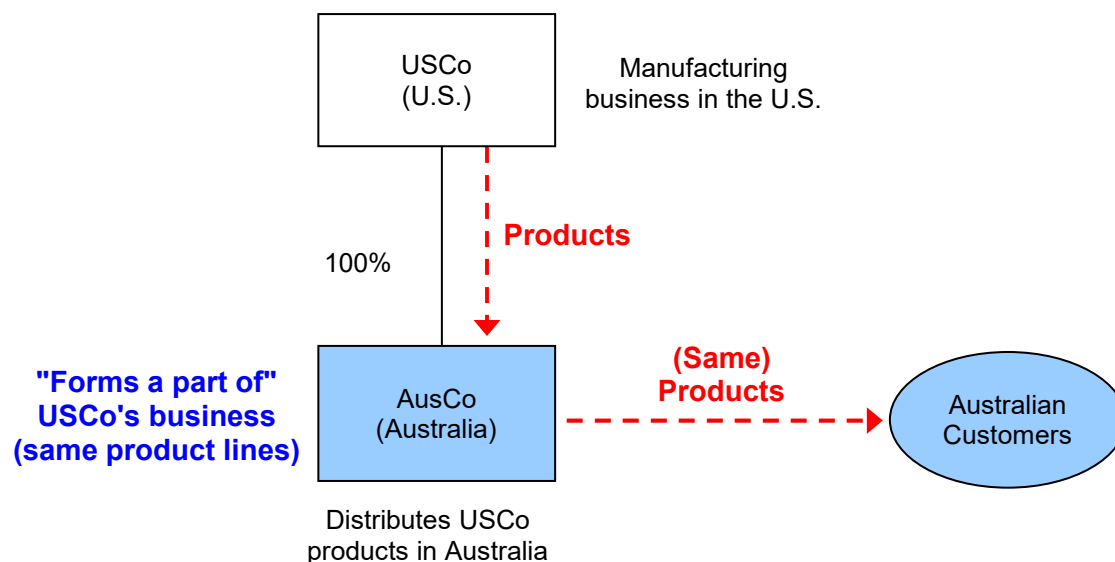 USCo
(U.S.)
Manufacturing
business in the U.S.
Products
100%
"Forms a part of"
USCo's business
(same product lines)
AusCo
(Australia)
(Same)
Products
Australian
Customers
Distributes USCo
products in Australia